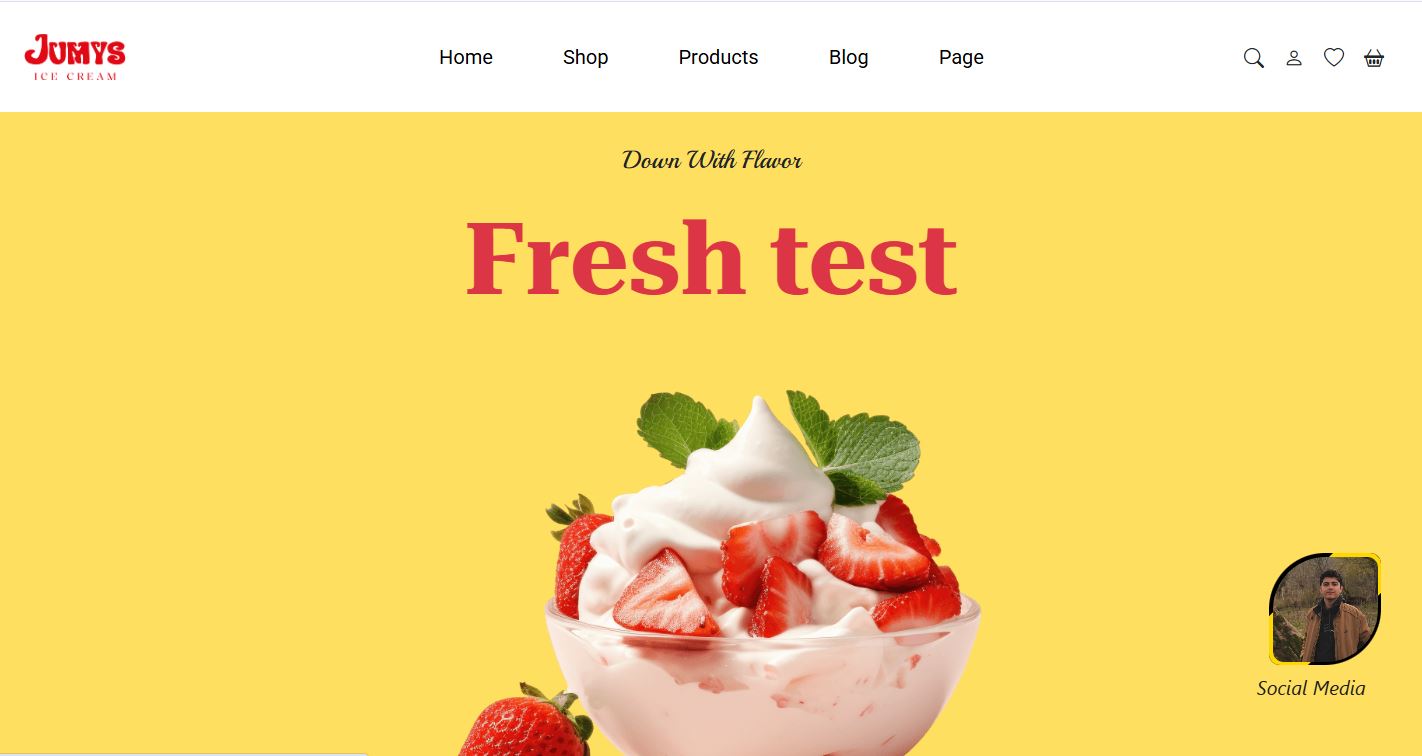 JUMYS
ICE CREAM
Home Shop Products Blog Page
Down With Flavor
Fresh test
Social Media